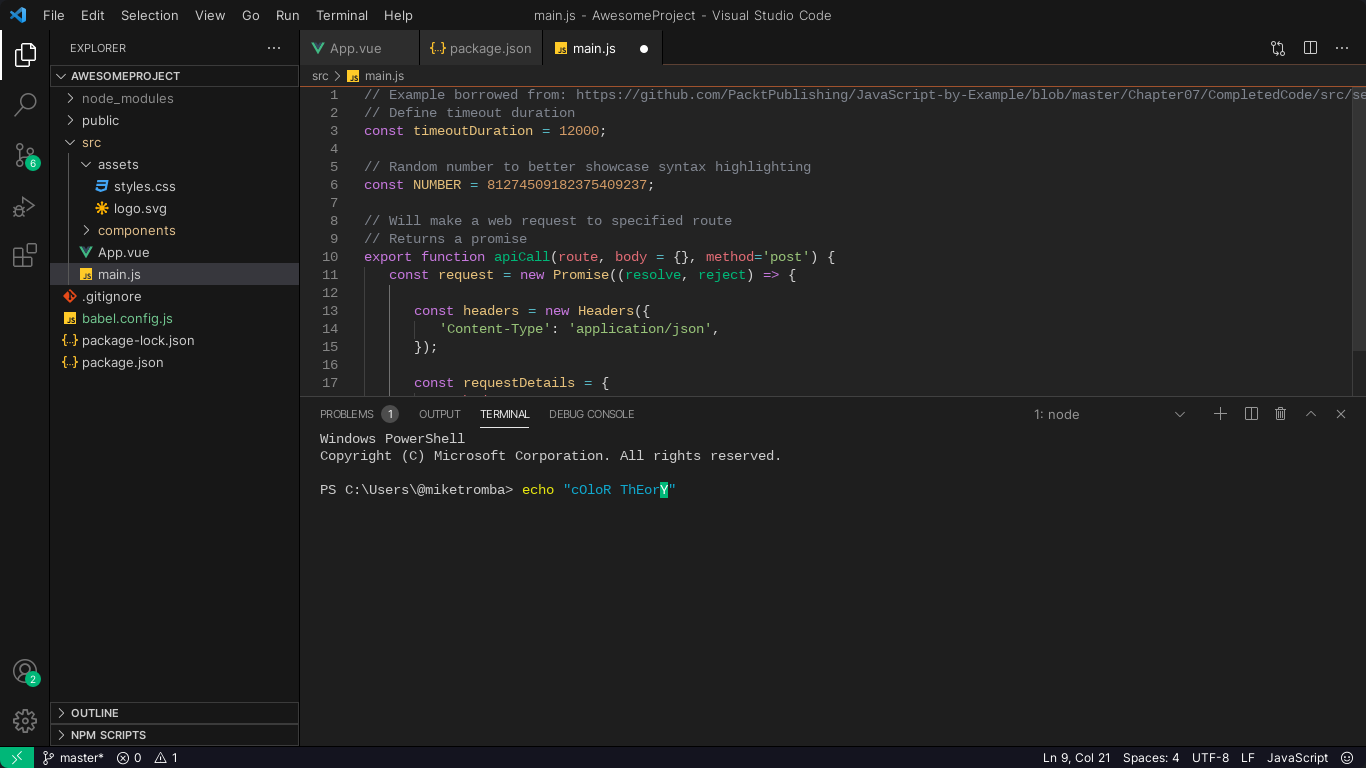 File Edit Selection View Go Run Terminal Help
main.js - AwesomeProject - Visual Studio Code
EXPLORER
AWESOMEPROJECT
node_modules
public
src
assets
styles.css
logo.svg
components
App.vue
main.js
.gitignore
babel.config.js
package-lock.json
package.json
OUTLINE
NPM SCRIPTS
6
2
App.vue package.json main.js
src main.js
1 // Example borrowed from: https://github.com/PacktPublishing/JavaScript-by-Example/blob/master/Chapter07/CompletedCode/src/se
2 // Define timeout duration
3 const timeoutDuration = 12000;
4
5 // Random number to better showcase syntax highlighting
6 const NUMBER = 81274509182375409237;
7
8 // Will make a web request to specified route
9 // Returns a promise
10 export function apiCall(route, body = {}, method='post') {
11 const request = new Promise((resolve, reject) => {
12
13 const headers = new Headers({
14 'Content-Type': 'application/json',
15 });
16
17 const requestDetails = {
PROBLEMS 1 OUTPUT TERMINAL DEBUG CONSOLE 1: node
Windows PowerShell
Copyright (C) Microsoft Corporation. All rights reserved.
PS C:\Users\@miketromba> echo "cOloR ThEorY"
master* 0 1 Ln 9, Col 21 Spaces: 4 UTF-8 LF JavaScript